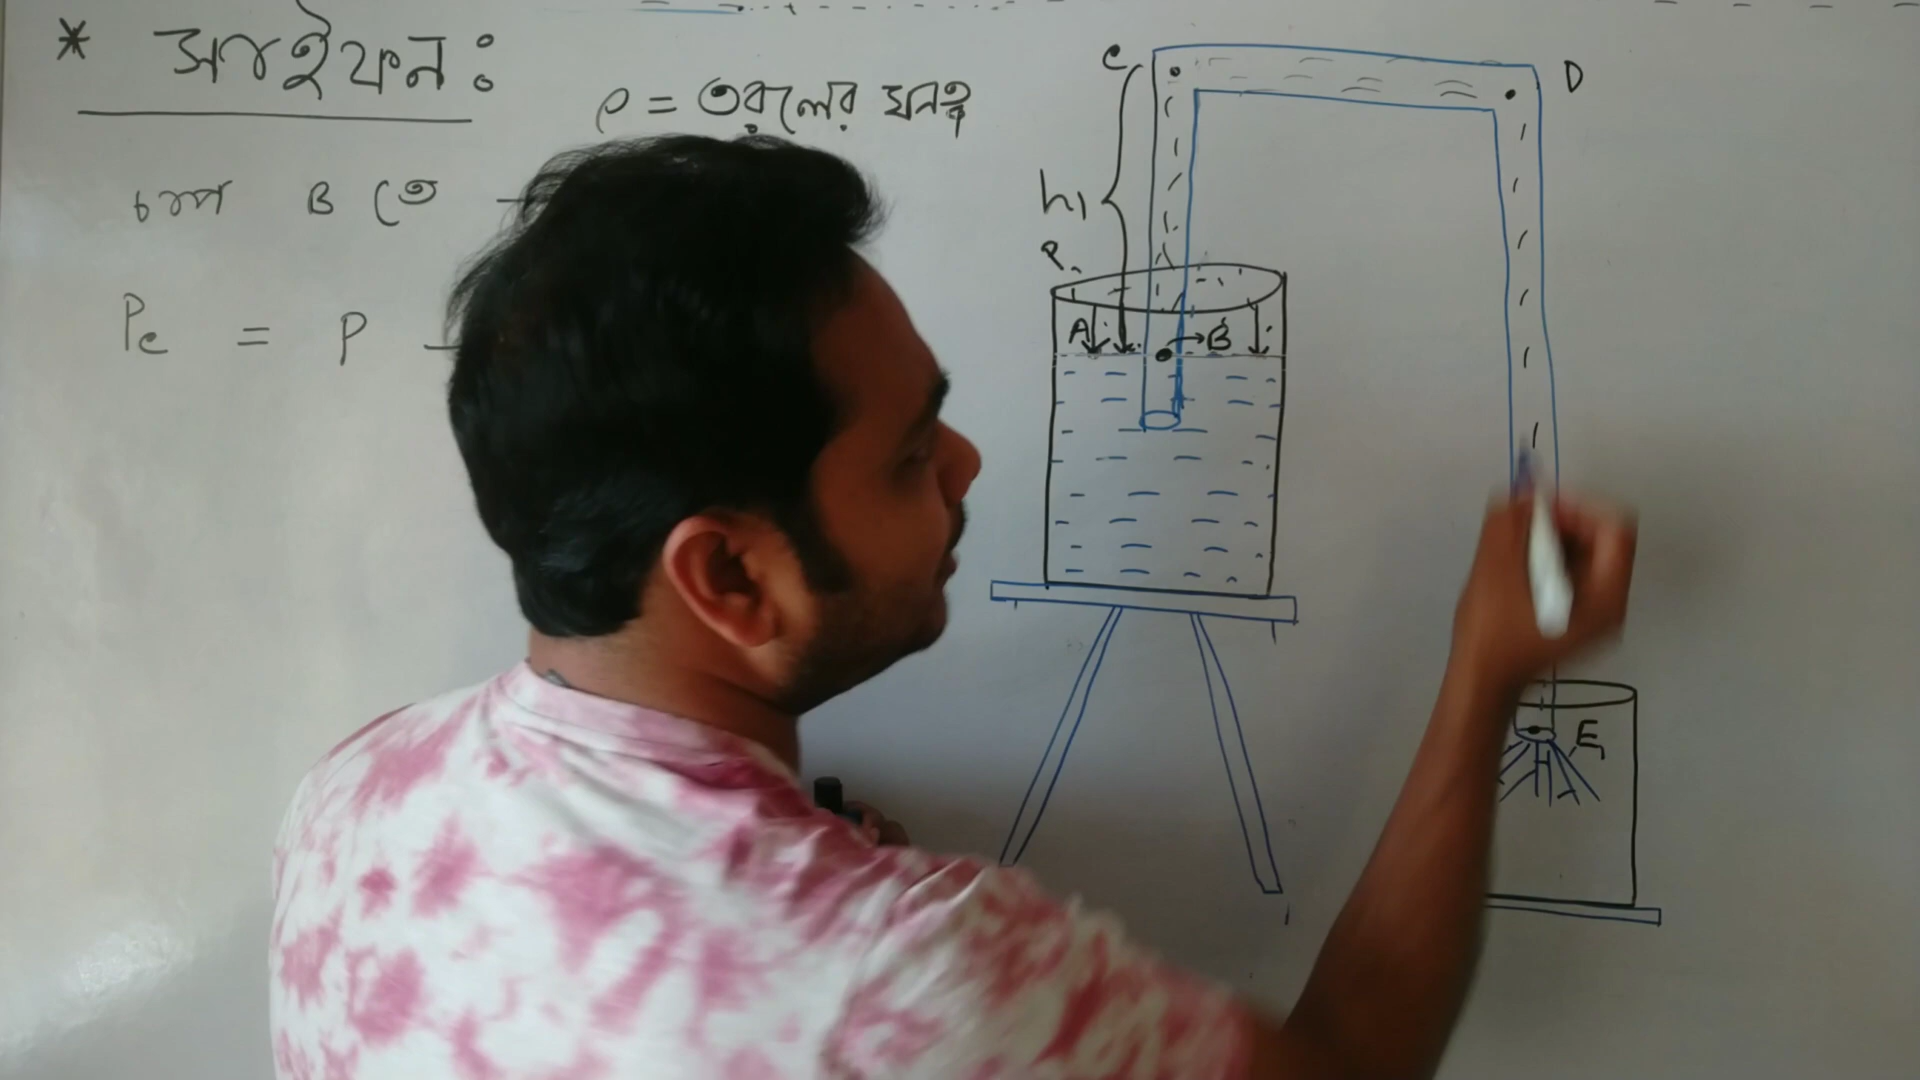 * সাইফন :
ρ = তরলের ঘনত্ব
চাপ B তে -
Pc = P -
C
D
h₁
P
A
B
E